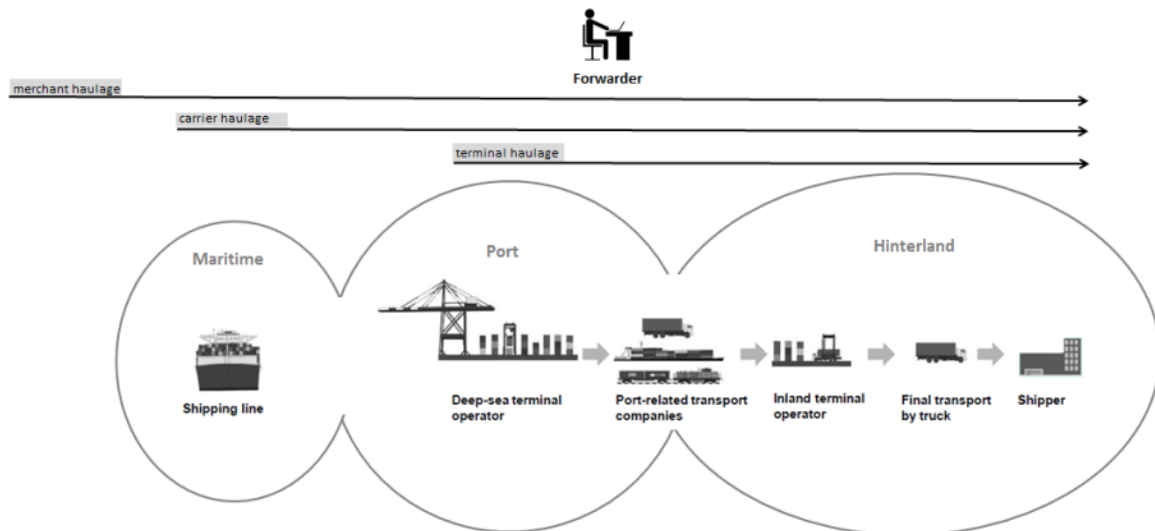 Forwarder
merchant haulage
carrier haulage
terminal haulage
Maritime
Port
Hinterland
Shipping line
Deep-sea terminal
operator
Port-related transport
companies
Inland terminal
operator
Final transport
by truck
Shipper